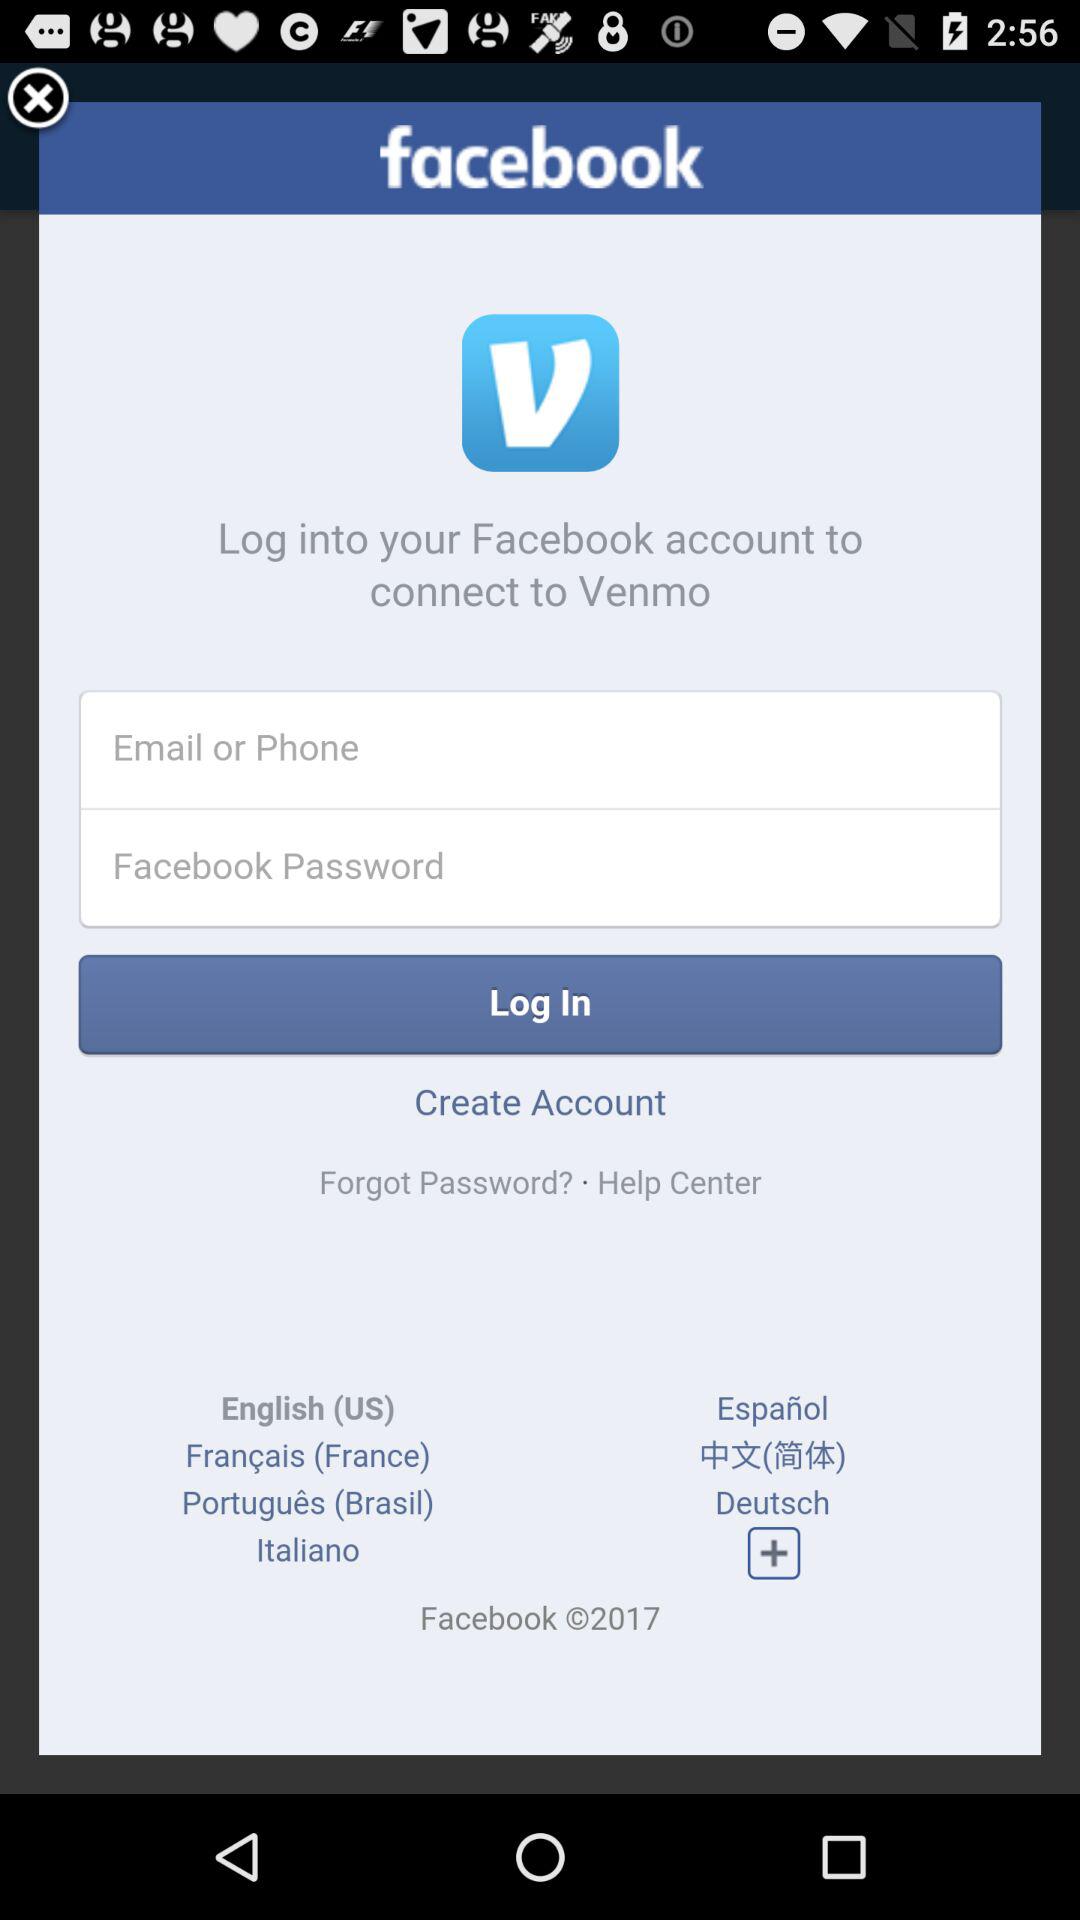 FAKE
2:56
facebook
Log into your Facebook account to
connect to Venmo
Email or Phone
Facebook Password
Log In
Create Account
Forgot Password? · Help Center
English (US)
Español
Français (France)
中文(简体)
Português (Brasil)
Deutsch
Italiano
Facebook ©2017